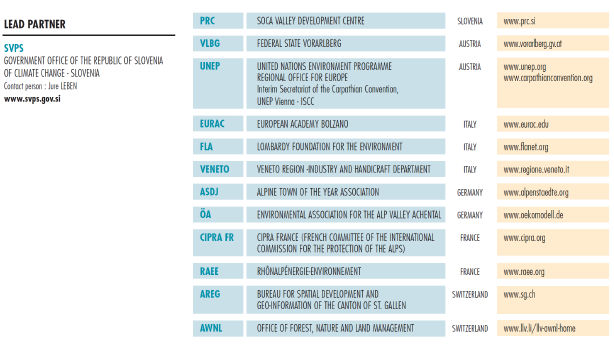 LEAD PARTNER
SVPS
GOVERNMENT OFFICE OF THE REPUBLIC OF SLOVENIA
OF CLIMATE CHANGE - SLOVENIA
Contact person : Jure LEBEN
www.svps.gov.si
PRC SOCA VALLEY DEVELOPMENT CENTRE SLOVENIA www.prc.si
VLBG FEDERAL STATE VORARLBERG AUSTRIA www.vorarlberg.gv.at
UNEP UNITED NATIONS ENVIRONMENT PROGRAMME AUSTRIA www.unep.org
REGIONAL OFFICE FOR EUROPE www.carpathianconvention.org
Interim Secretariat of the Carpathian Convention,
UNEP Vienna - ISCC
EURAC EUROPEAN ACADEMY BOLZANO ITALY www.eurac.edu
FLA LOMBARDY FOUNDATION FOR THE ENVIRONMENT ITALY www.flanet.org
VENETO VENETO REGION -INDUSTRY AND HANDICRAFT DEPARTMENT ITALY www.regione.veneto.it
ASDJ ALPINE TOWN OF THE YEAR ASSOCIATION GERMANY www.alpenstaedte.org
ÖA ENVIRONMENTAL ASSOCIATION FOR THE ALP VALLEY ACHENTAL GERMANY www.oekomodell.de
CIPRA FR CIPRA FRANCE (FRENCH COMMITTEE OF THE INTERNATIONAL FRANCE www.cipra.org
COMMISSION FOR THE PROTECTION OF THE ALPS)
RAEE RHÔNALPÉNERGIE-ENVIRONNEMENT FRANCE www.raee.org
AREG BUREAU FOR SPATIAL DEVELOPMENT AND SWITZERLAND www.sg.ch
GEO-INFORMATION OF THE CANTON OF ST. GALLEN
AWNL OFFICE OF FOREST, NATURE AND LAND MANAGEMENT SWITZERLAND www.llv.li/llv-awnl-home